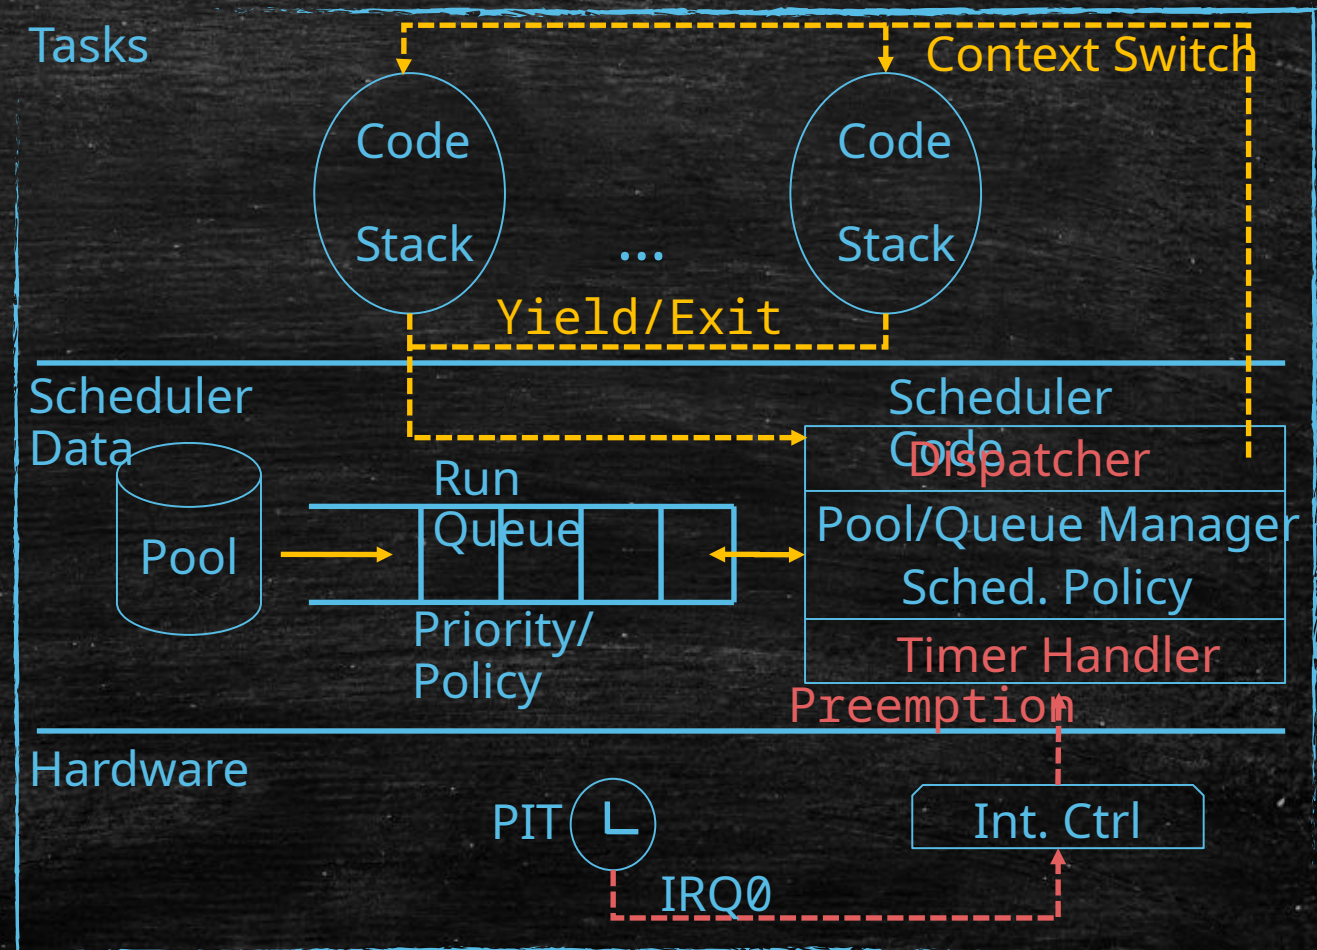 Tasks
Context Switch
Code
Stack
...
Code
Stack
Yield/Exit
Scheduler
Data
Pool
Run
Queue
Priority/
Policy
Scheduler
Code
Dispatcher
Pool/Queue Manager
Sched. Policy
Timer Handler
Preemption
Hardware
PIT
IRQ0
Int. Ctrl